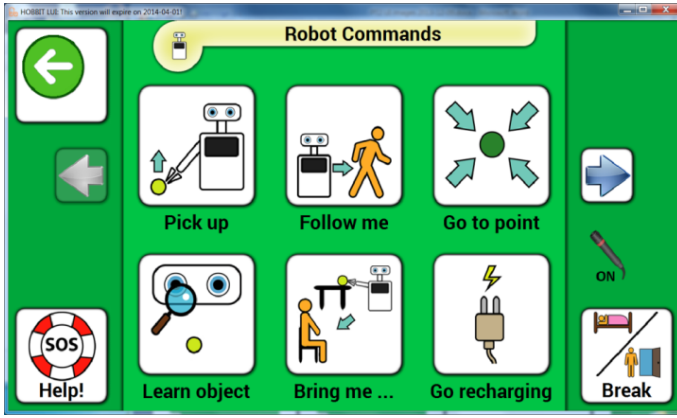 HOBBIT LUI: This version will expire on 2014-04-01!
Robot Commands
Pick up
Follow me
Go to point
ON
SOS
Help!
Learn object
Bring me ...
Go recharging
Break